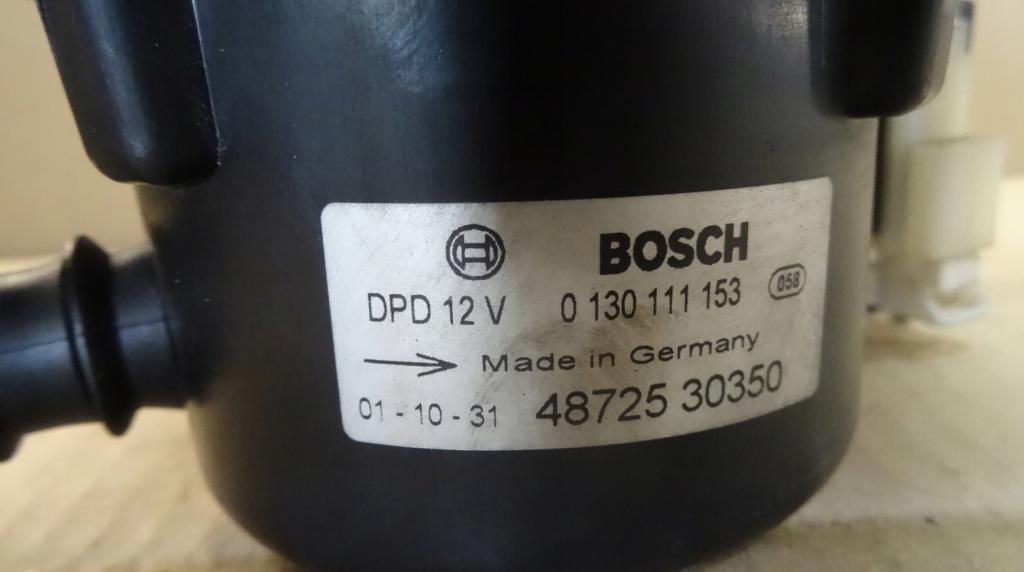 BOSCH
DPD 12 V 0 130 111 153 058
Made in Germany
01 - 10 - 31 48725 30350